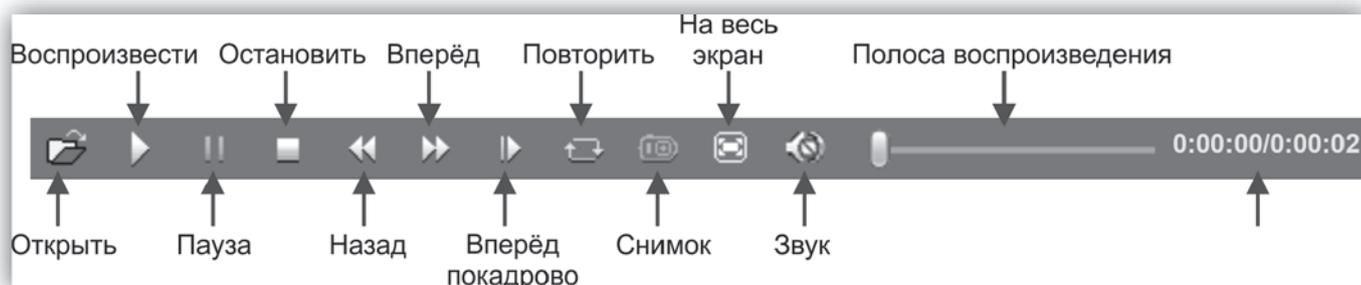 На весь
экран
Воспроизвести Остановить Вперёд Повторить Полоса воспроизведения
0:00:00/0:00:02
Открыть Пауза Назад Вперёд покадрово Снимок Звук